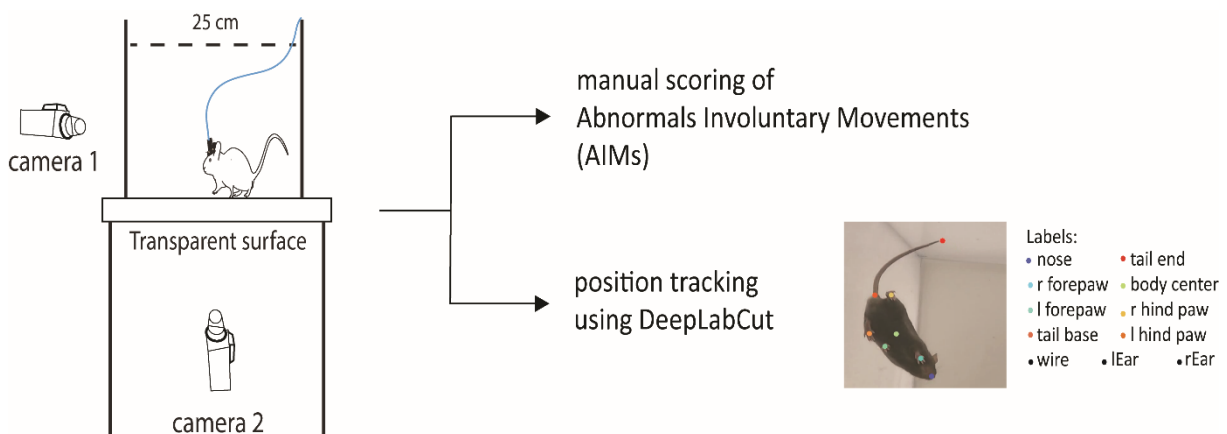 25 cm
camera 1
Transparent surface
camera 2
manual scoring of
Abnormals Involuntary Movements
(AIMs)
position tracking
using DeepLabCut
Labels:
nose tail end
r forepaw body center
l forepaw r hind paw
tail base l hind paw
wire lEar rEar